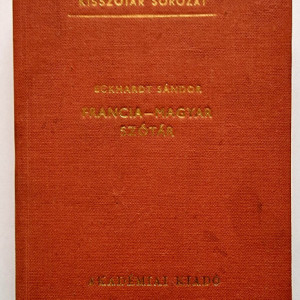 KISSZÓTÁR SOROZAT
ECKHARDT SÁNDOR
FRANCIA–MAGYAR
SZÓTÁR
AKADÉMIAI KIADÓ